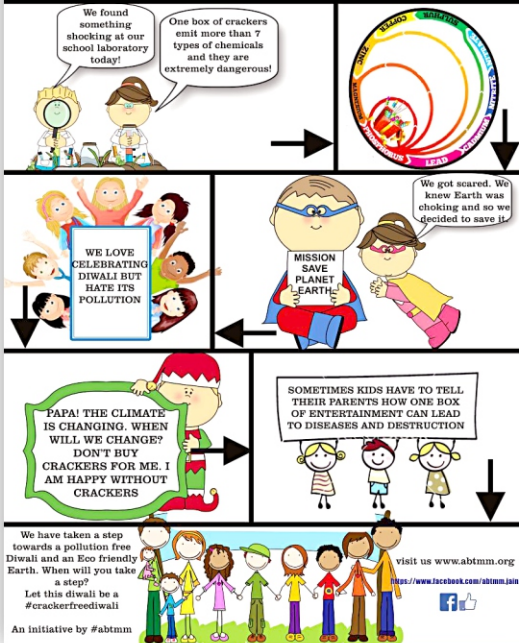 We found
something
shocking at our
school laboratory
today!
One box of crackers
emit more than 7
types of chemicals
and they are
extremely dangerous!
COPPER
SULPHUR
NITRATE
NITRITE
CADMIUM
LEAD
PHOSPHORUS
MAGNESIUM
ZINC
We got scared. We
knew Earth was
choking and so we
decided to save it.
MISSION
SAVE
PLANET
EARTH
WE LOVE
CELEBRATING
DIWALI BUT
HATE ITS
POLLUTION
PAPA! THE CLIMATE
IS CHANGING. WHEN
WILL WE CHANGE?
DON'T BUY
CRACKERS FOR ME. I
AM HAPPY WITHOUT
CRACKERS
SOMETIMES KIDS HAVE TO TELL
THEIR PARENTS HOW ONE BOX
OF ENTERTAINMENT CAN LEAD
TO DISEASES AND DESTRUCTION
We have taken a step
towards a pollution free
Diwali and an Eco friendly
Earth. When will you take
a step?
Let this diwali be a
#crackerfreediwali
An initiative by #abtmm
visit us www.abtmm.org
https://www.facebook.com/abtmm.jain
f